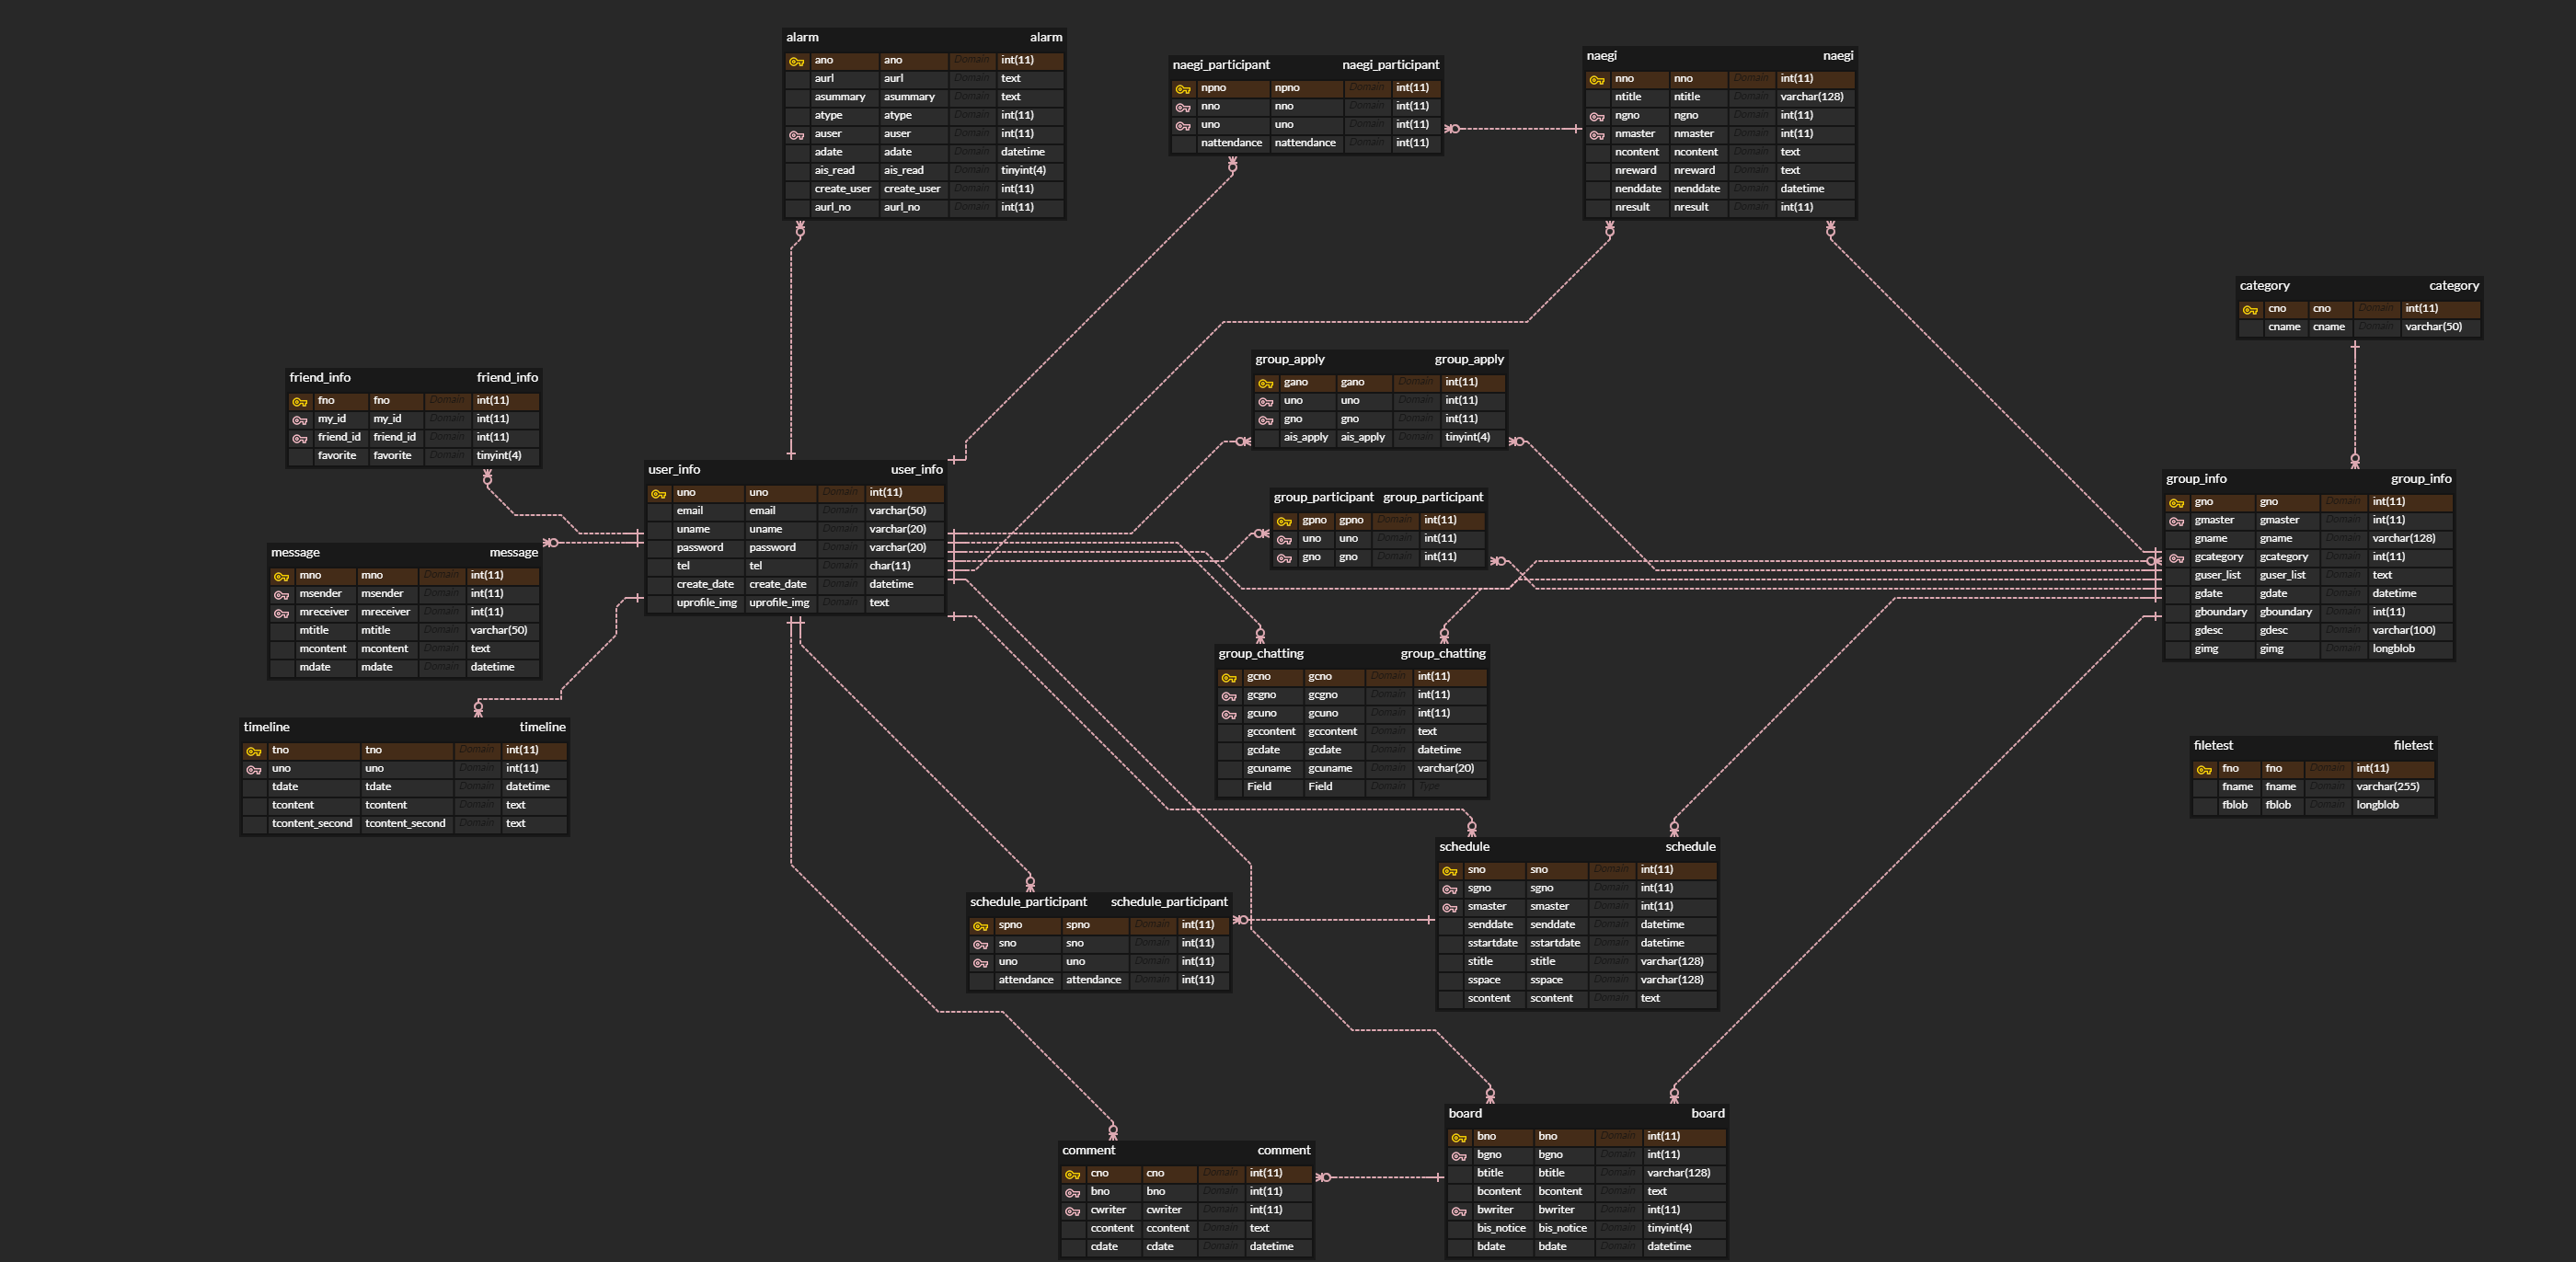 alarm alarm
ano ano Domain int(11)
aurl aurl Domain text
asummary asummary Domain text
atype atype Domain int(11)
auser auser Domain int(11)
adate adate Domain datetime
ais_read ais_read Domain tinyint(4)
create_user create_user Domain int(11)
aurl_no aurl_no Domain int(11)
naegi_participant naegi_participant
npno npno Domain int(11)
nno nno Domain int(11)
uno uno Domain int(11)
nattendance nattendance Domain int(11)
naegi naegi
nno nno Domain int(11)
ntitle ntitle Domain varchar(128)
ngno ngno Domain int(11)
nmaster nmaster Domain int(11)
ncontent ncontent Domain text
nreward nreward Domain text
nenddate nenddate Domain datetime
nresult nresult Domain int(11)
category category
cno cno Domain int(11)
cname cname Domain varchar(50)
friend_info friend_info
fno fno Domain int(11)
my_id my_id Domain int(11)
friend_id friend_id Domain int(11)
favorite favorite Domain tinyint(4)
group_apply group_apply
gano gano Domain int(11)
uno uno Domain int(11)
gno gno Domain int(11)
ais_apply ais_apply Domain tinyint(4)
user_info user_info
uno uno Domain int(11)
email email Domain varchar(50)
uname uname Domain varchar(20)
password password Domain varchar(20)
tel tel Domain char(11)
create_date create_date Domain datetime
uprofile_img uprofile_img Domain text
group_participant group_participant
gpno gpno Domain int(11)
uno uno Domain int(11)
gno gno Domain int(11)
group_info group_info
gno gno Domain int(11)
gmaster gmaster Domain int(11)
gname gname Domain varchar(128)
gcategory gcategory Domain int(11)
guser_list guser_list Domain text
gdate gdate Domain datetime
gboundary gboundary Domain int(11)
gdesc gdesc Domain varchar(100)
gimg gimg Domain longblob
message message
mno mno Domain int(11)
msender msender Domain int(11)
mreceiver mreceiver Domain int(11)
mtitle mtitle Domain varchar(50)
mcontent mcontent Domain text
mdate mdate Domain datetime
group_chatting group_chatting
gcno gcno Domain int(11)
gcgno gcgno Domain int(11)
gcuno gcuno Domain int(11)
gccontent gccontent Domain text
gcdate gcdate Domain datetime
gcuname gcuname Domain varchar(20)
Field Field Domain Type
timeline timeline
tno tno Domain int(11)
uno uno Domain int(11)
tdate tdate Domain datetime
tcontent tcontent Domain text
tcontent_second tcontent_second Domain text
filetest filetest
fno fno Domain int(11)
fname fname Domain varchar(255)
fblob fblob Domain longblob
schedule schedule
sno sno Domain int(11)
sgno sgno Domain int(11)
smaster smaster Domain int(11)
senddate senddate Domain datetime
sstartdate sstartdate Domain datetime
stitle stitle Domain varchar(128)
sspace sspace Domain varchar(128)
scontent scontent Domain text
schedule_participant schedule_participant
spno spno Domain int(11)
sno sno Domain int(11)
uno uno Domain int(11)
attendance attendance Domain int(11)
board board
bno bno Domain int(11)
bgno bgno Domain int(11)
btitle btitle Domain varchar(128)
bcontent bcontent Domain text
bwriter bwriter Domain int(11)
bis_notice bis_notice Domain tinyint(4)
bdate bdate Domain datetime
comment comment
cno cno Domain int(11)
bno bno Domain int(11)
cwriter cwriter Domain int(11)
ccontent ccontent Domain text
cdate cdate Domain datetime